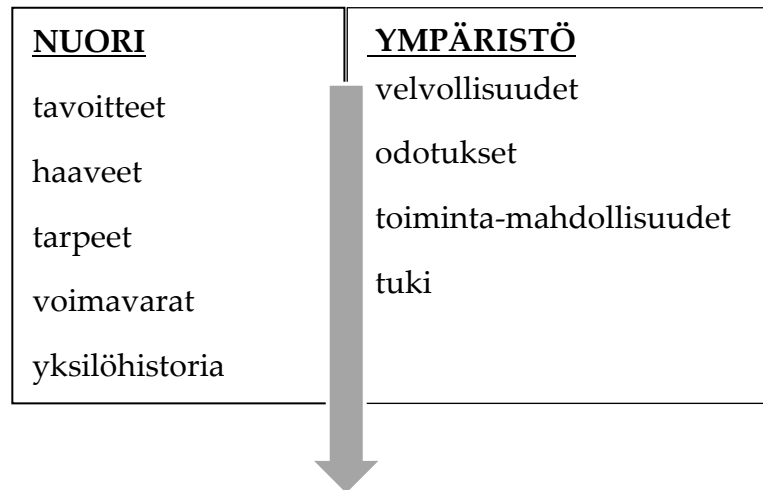 NUORI
tavoitteet
haaveet
tarpeet
voimavarat
yksilöhistoria
YMPÄRISTÖ
velvollisuudet
odotukset
toiminta-mahdollisuudet
tuki